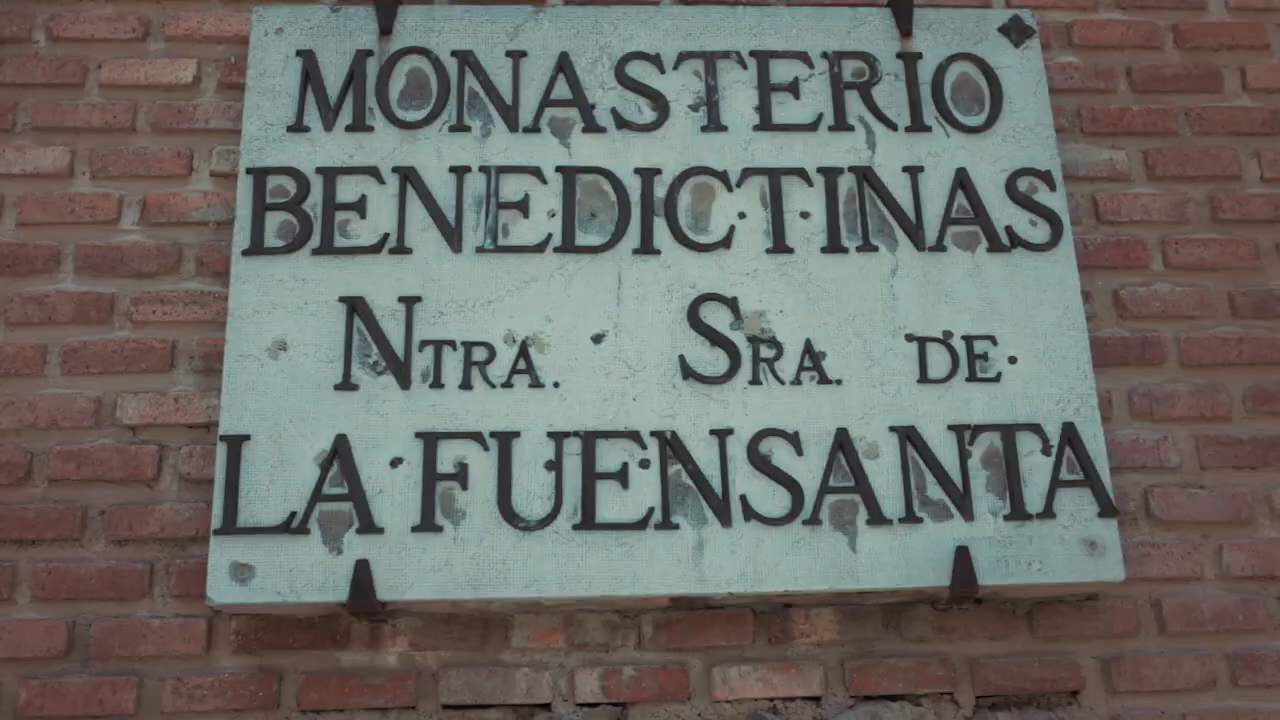 MONASTERIO
BENEDICTINAS
NTRA. SRA. DE
LA FUENSANTA